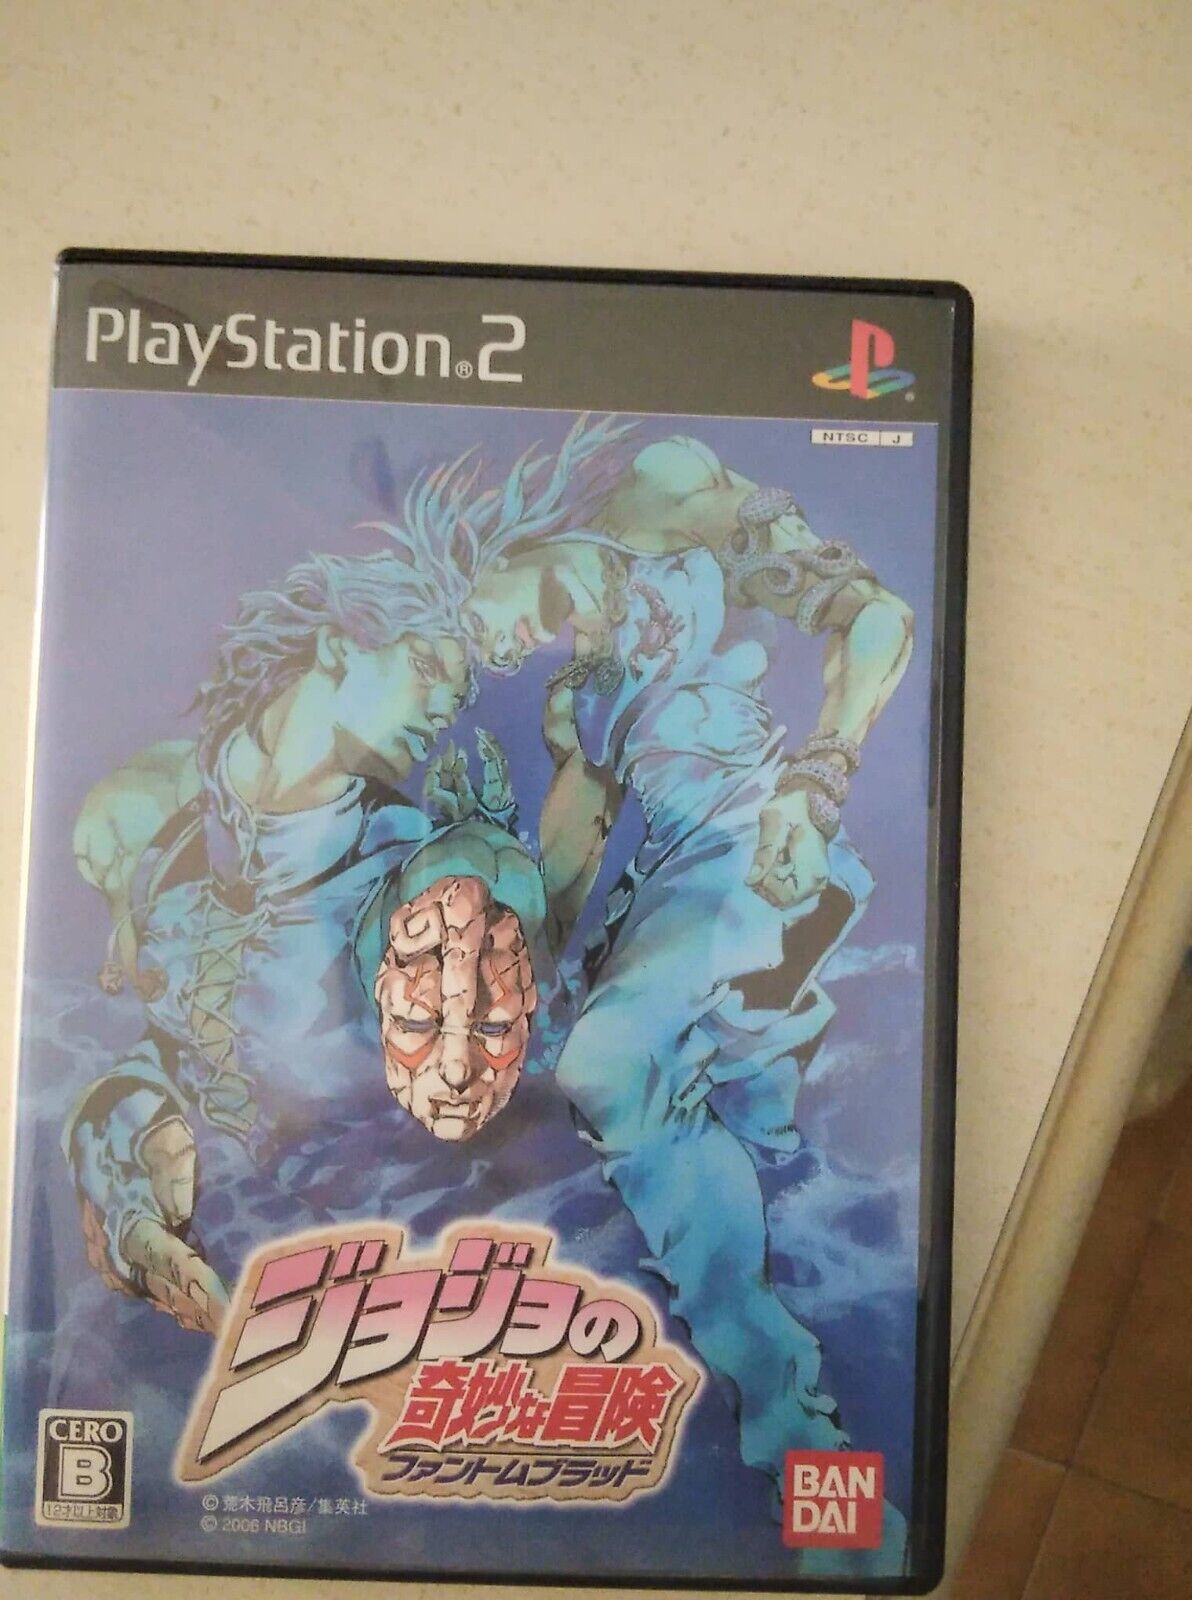 PlayStation®2
NTSC J
ジョジョの
奇妙な冒険
ファントムブラッド
CERO
B
12才以上対象
© 荒木飛呂彦/集英社
© 2006 NBGI
BAN
DAI